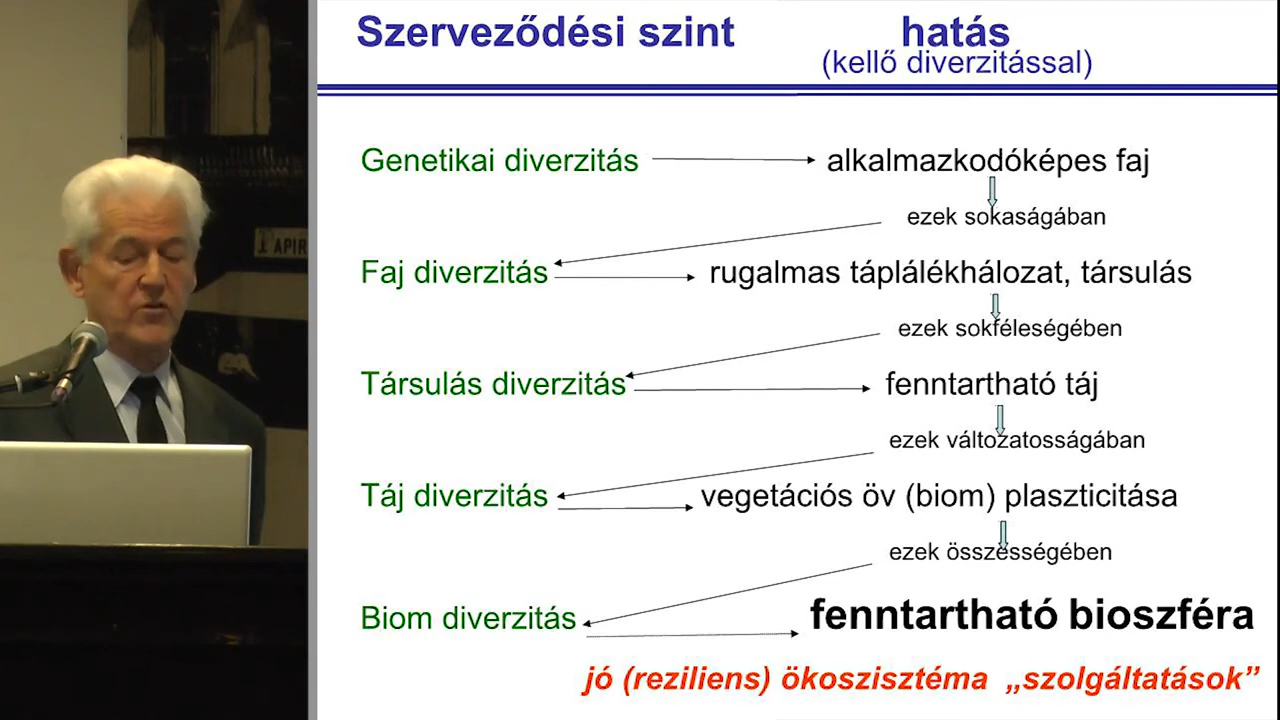 Szerveződési szint hatás
(kellő diverzitással)
Genetikai diverzitás alkalmazkodóképes faj
ezek sokaságában
Faj diverzitás rugalmas táplálékhálozat, társulás
ezek sokféleségében
Társulás diverzitás fenntartható táj
ezek változatosságában
Táj diverzitás vegetációs öv (biom) plaszticitása
ezek összességében
Biom diverzitás fenntartható bioszféra
jó (reziliens) ökoszisztéma „szolgáltatások”